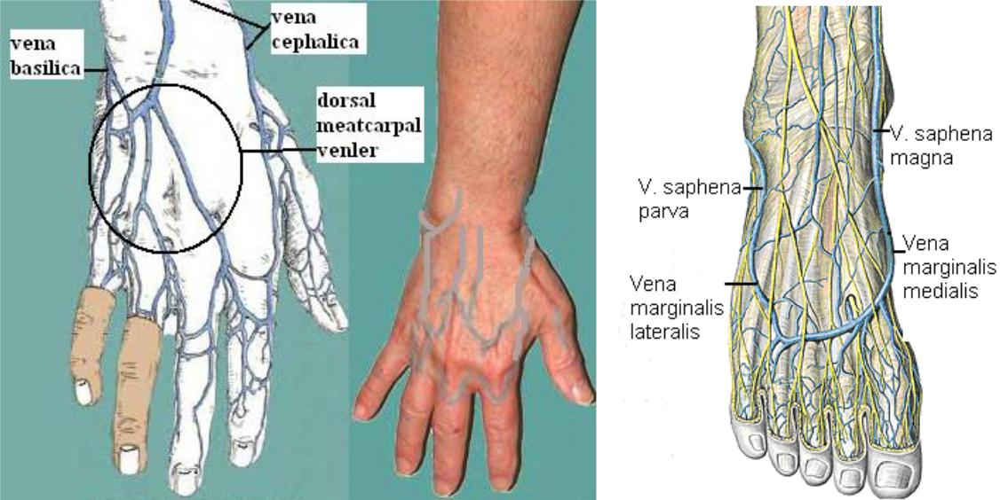 vena
cephalica
vena
basilica
dorsal
meatcarpal
venler
V. saphena
magna
V. saphena
parva
Vena
marginalis
medialis
Vena
marginalis
lateralis